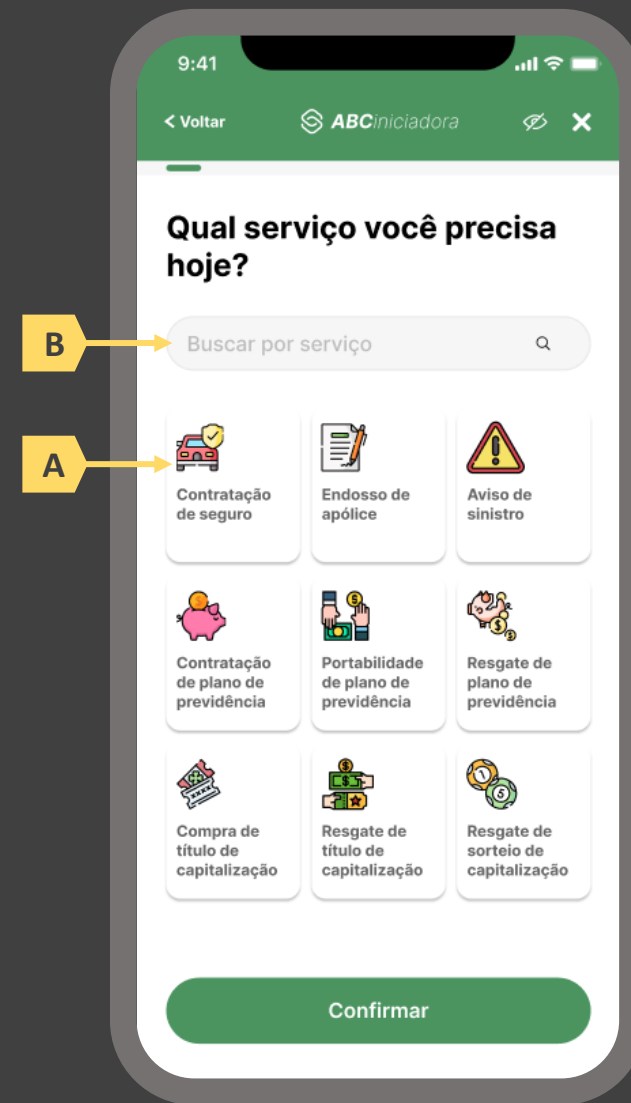 9:41
< Voltar
ABCiniciadora
Qual serviço você precisa
hoje?
B
Buscar por serviço
A
Contratação
de seguro
Endosso de
apólice
Aviso de
sinistro
Contratação
de plano de
previdência
Portabilidade
de plano de
previdência
Resgate de
plano de
previdência
Compra de
título de
capitalização
Resgate de
título de
capitalização
Resgate de
sorteio de
capitalização
Confirmar